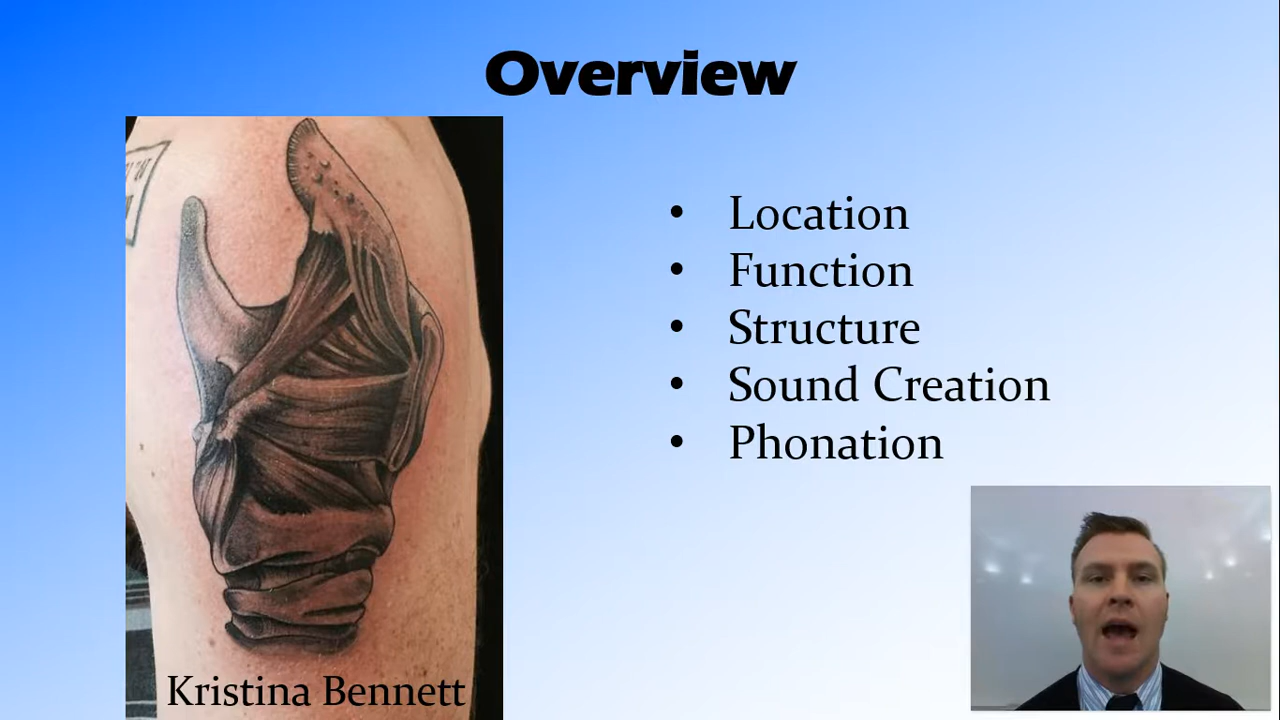 Overview
• Location
• Function
• Structure
• Sound Creation
• Phonation
Kristina Bennett